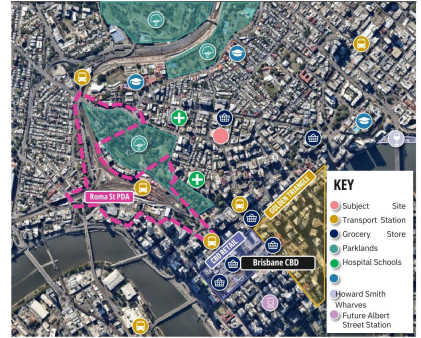 GOLDEN TRIANGLE
Roma St PDA
CBD RETAIL
Brisbane CBD
KEY
Subject Site
Transport Station
Grocery Store
Parklands
Hospital Schools
Howard Smith
Wharves
Future Albert
Street Station